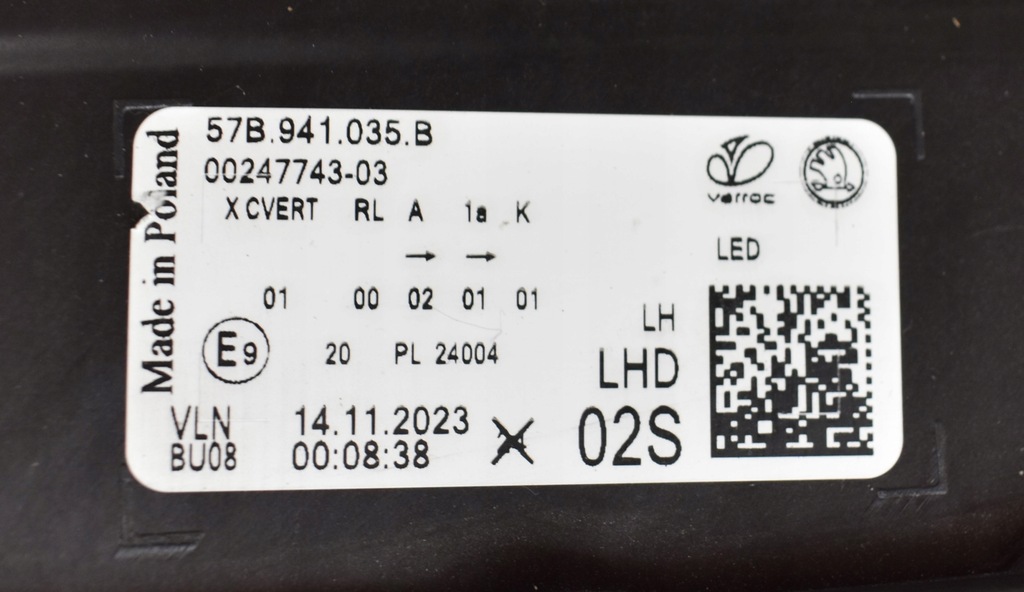 Made in Poland
57B.941.035.B
00247743-03
X CVERT RL A 1a K
→ →
01 00 02 01 01
E9
20 PL 24004
VLN
BU08
14.11.2023
00:08:38
varroc
LED
LH
LHD
02S